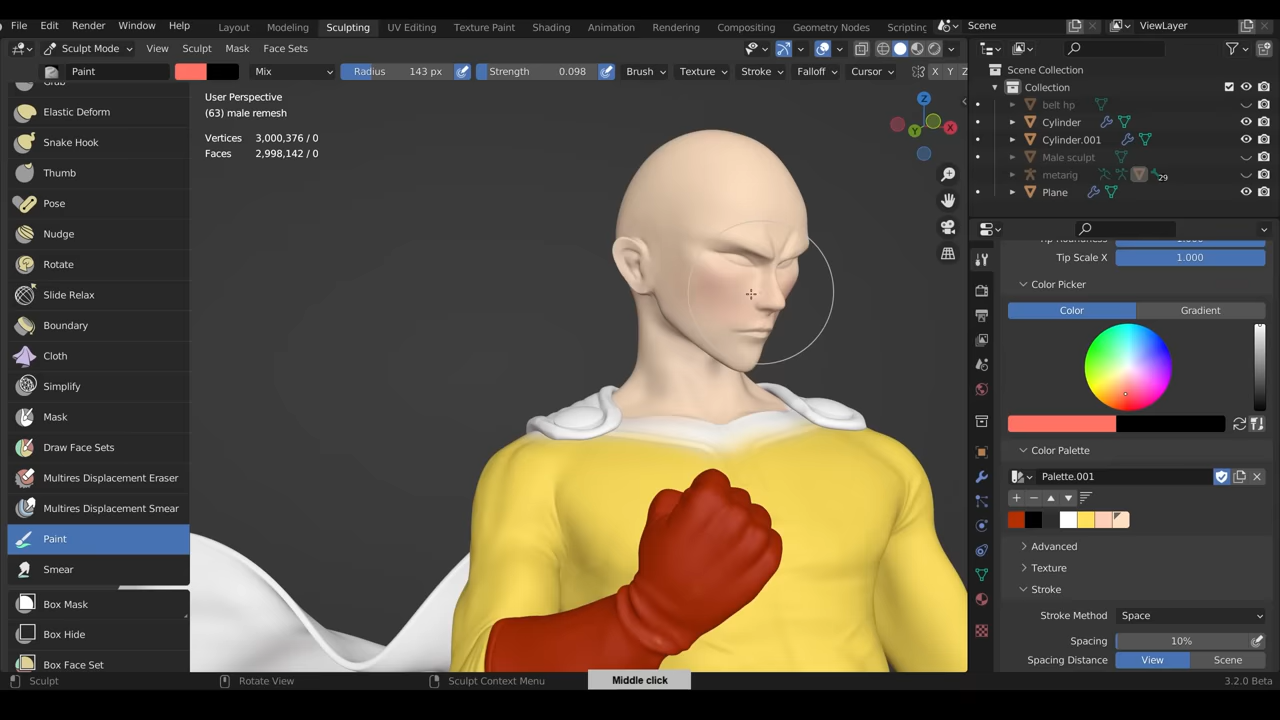 File Edit Render Window Help Layout Modeling Sculpting UV Editing Texture Paint Shading Animation Rendering Compositing Geometry Nodes Scripting Scene ViewLayer
Sculpt Mode View Sculpt Mask Face Sets
Paint Mix Radius 143 px Strength 0.098 Brush Texture Stroke Falloff Cursor X Y Z
Elastic Deform
Snake Hook
Thumb
Pose
Nudge
Rotate
Slide Relax
Boundary
Cloth
Simplify
Mask
Draw Face Sets
Multires Displacement Eraser
Multires Displacement Smear
Paint
Smear
Box Mask
Box Hide
Box Face Set
User Perspective
(63) male remesh
Vertices 3,000,376 / 0
Faces 2,998,142 / 0
Z
Y X
Scene Collection
Collection
belt hp
Cylinder
Cylinder.001
Male sculpt
metarig 29
Plane
Tip Roundness 1.000
Tip Scale X 1.000
Color Picker
Color Gradient
Color Palette
Palette.001
Advanced
Texture
Stroke
Stroke Method Space
Spacing 10%
Spacing Distance View Scene
Sculpt Rotate View Sculpt Context Menu Middle click 3.2.0 Beta